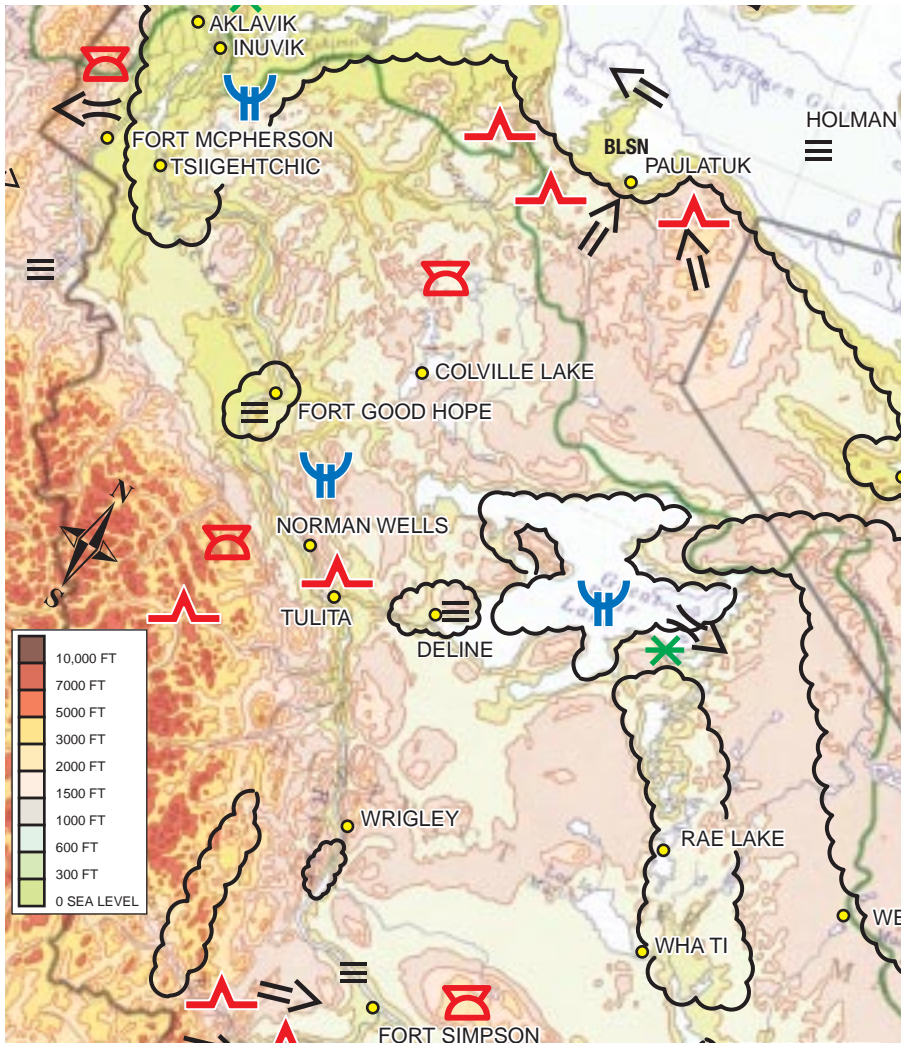 AKLAVIK
INUVIK
HOLMAN
FORT MCPHERSON
BLSN
TSIIGEHTCHIC
PAULATUK
COLVILLE LAKE
FORT GOOD HOPE
N
NORMAN WELLS
S
TULITA
Great
DELINE
10,000 FT
7000 FT
5000 FT
3000 FT
2000 FT
1500 FT
1000 FT
600 FT
300 FT
0 SEA LEVEL
WRIGLEY
RAE LAKE
WE
WHA TI
FORT SIMPSON